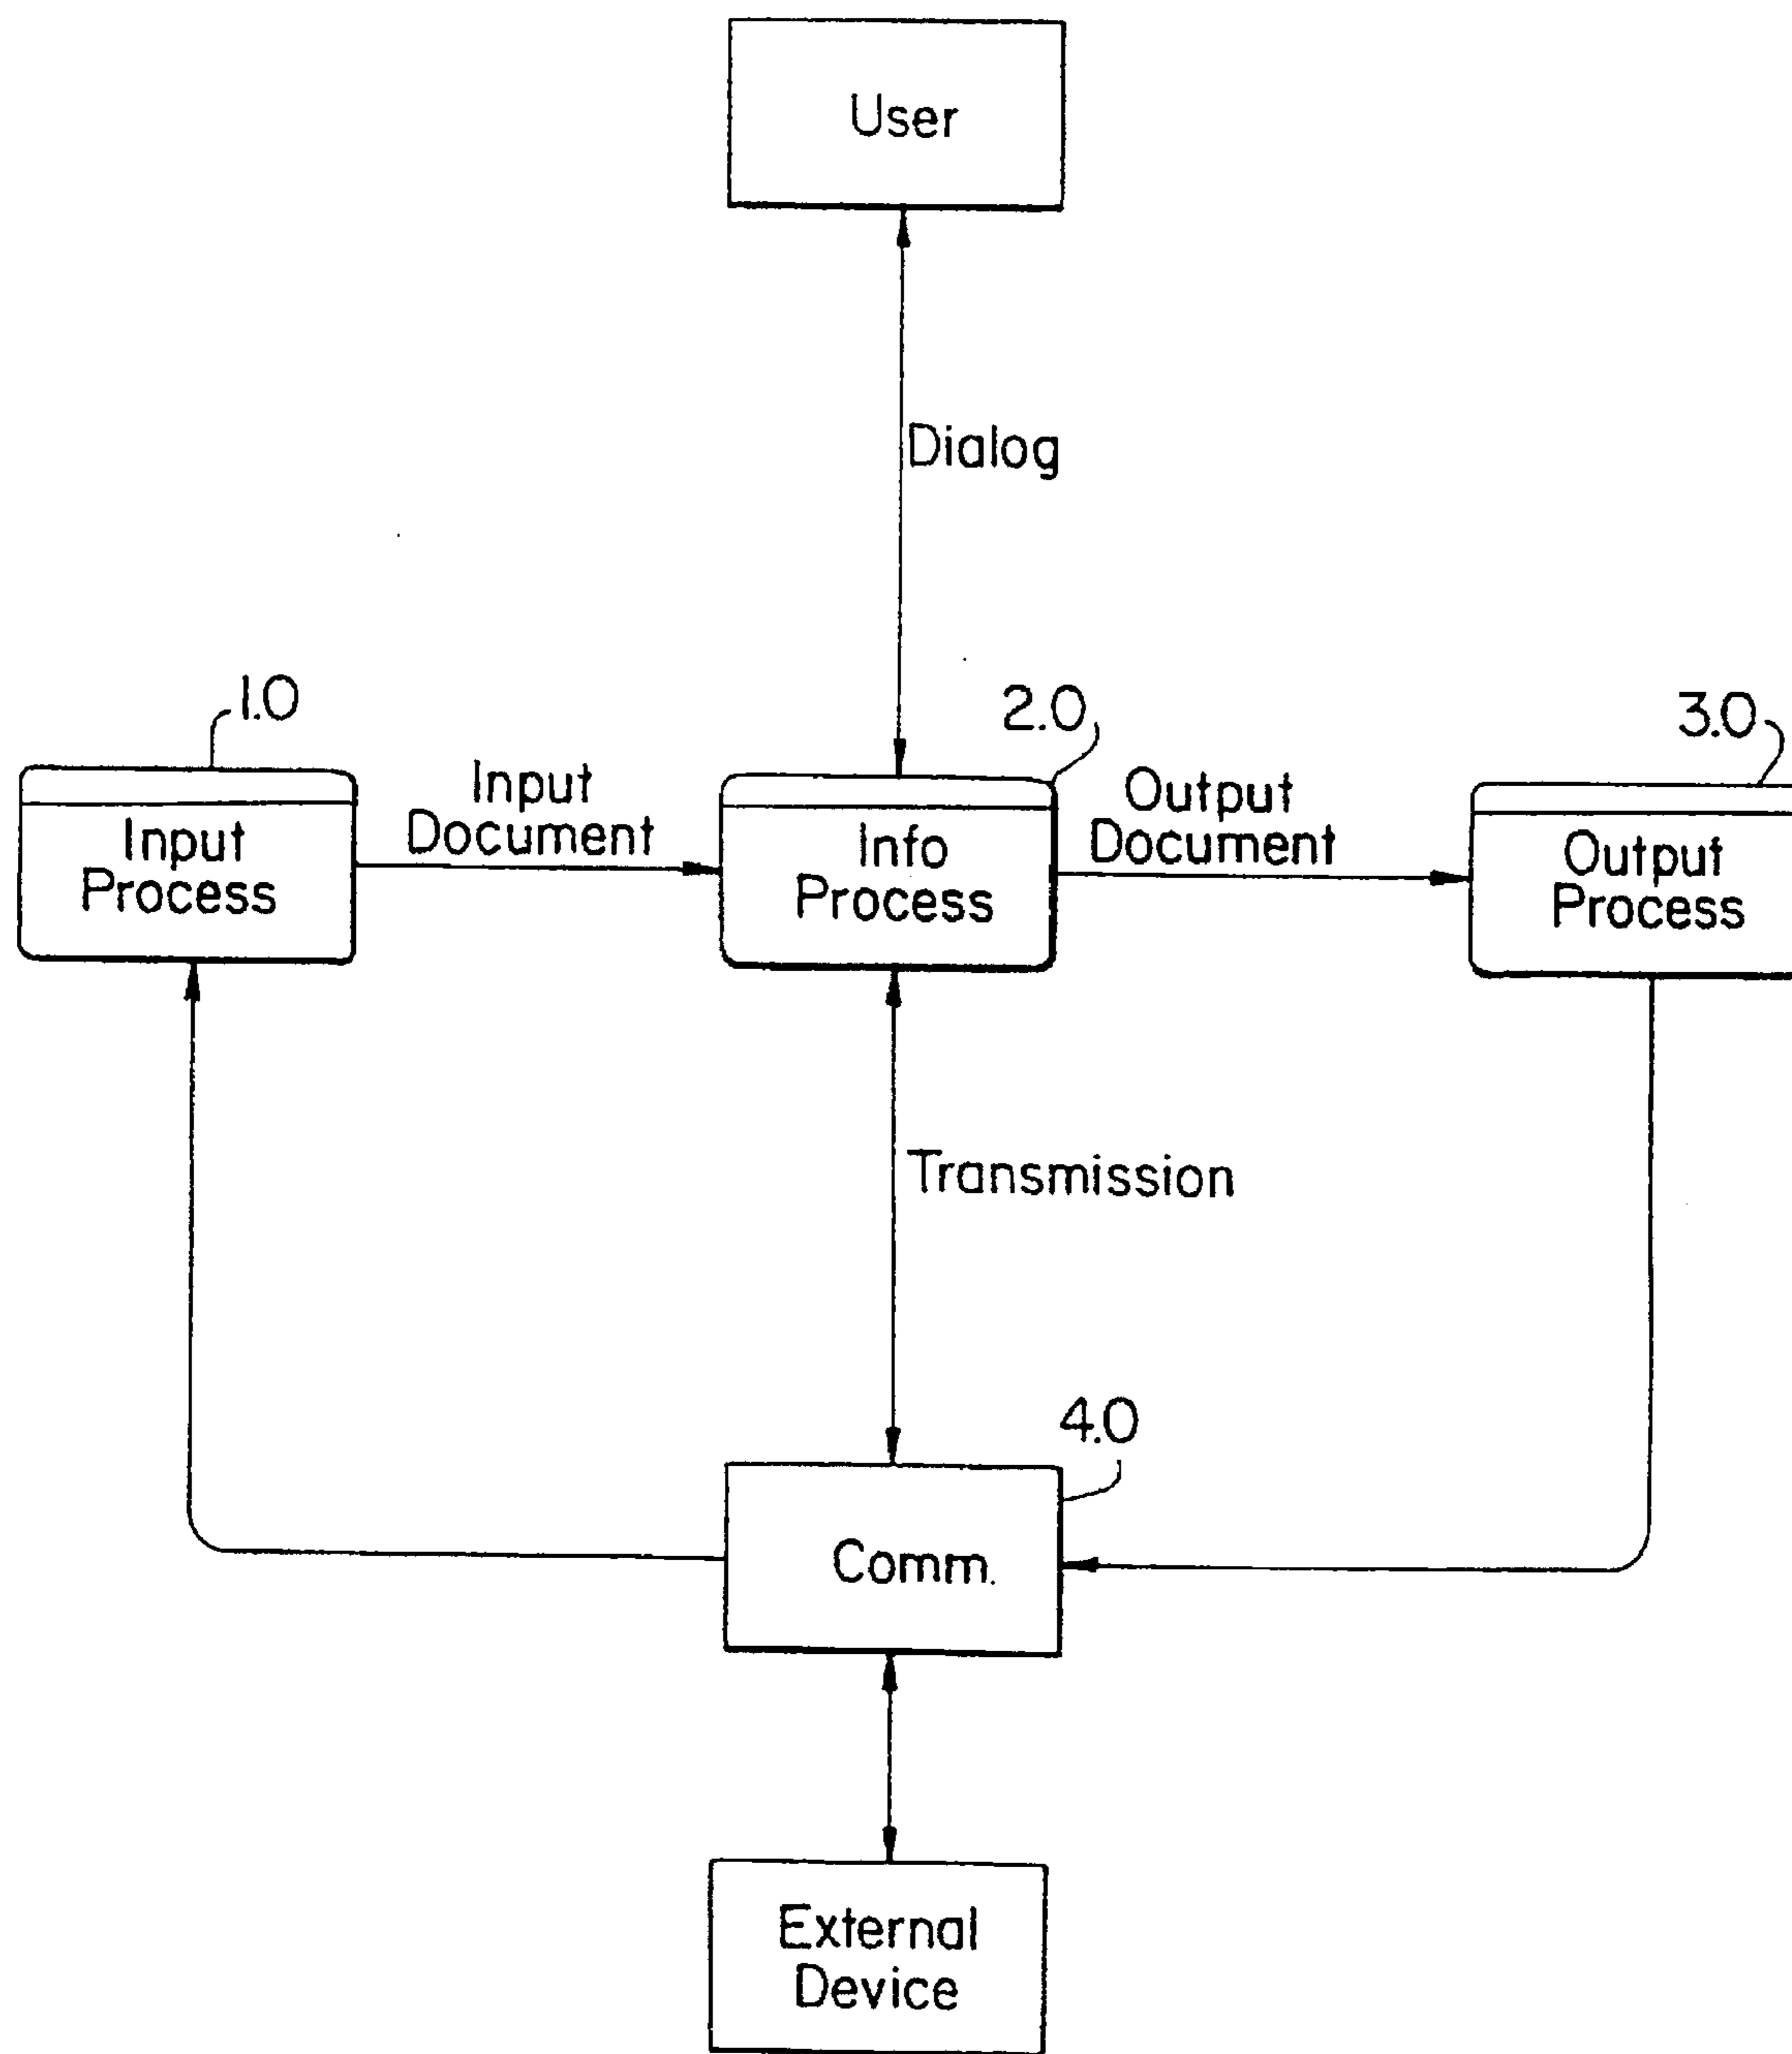 User
Dialog
1.0
2.0
3.0
Input
Process
Input
Document
Info
Process
Output
Document
Output
Process
Transmission
4.0
Comm.
External
Device